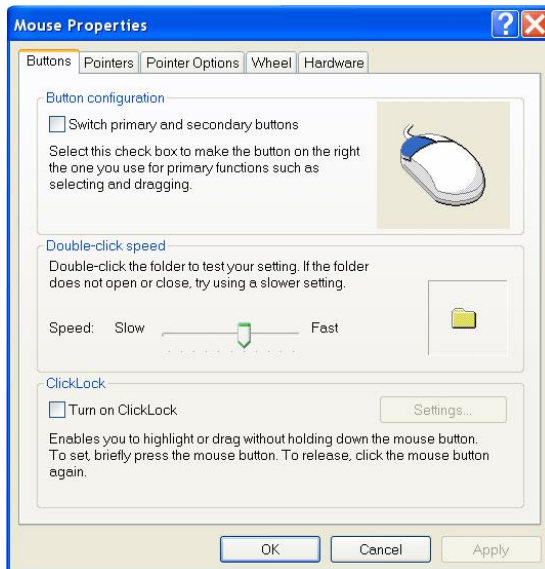 Mouse Properties
Buttons Pointers Pointer Options Wheel Hardware
Button configuration
Switch primary and secondary buttons
Select this check box to make the button on the right
the one you use for primary functions such as
selecting and dragging.
Double-click speed
Double-click the folder to test your setting. If the folder
does not open or close, try using a slower setting.
Speed: Slow Fast
ClickLock
Turn on ClickLock Settings...
Enables you to highlight or drag without holding down the mouse button.
To set, briefly press the mouse button. To release, click the mouse button
again.
OK Cancel Apply